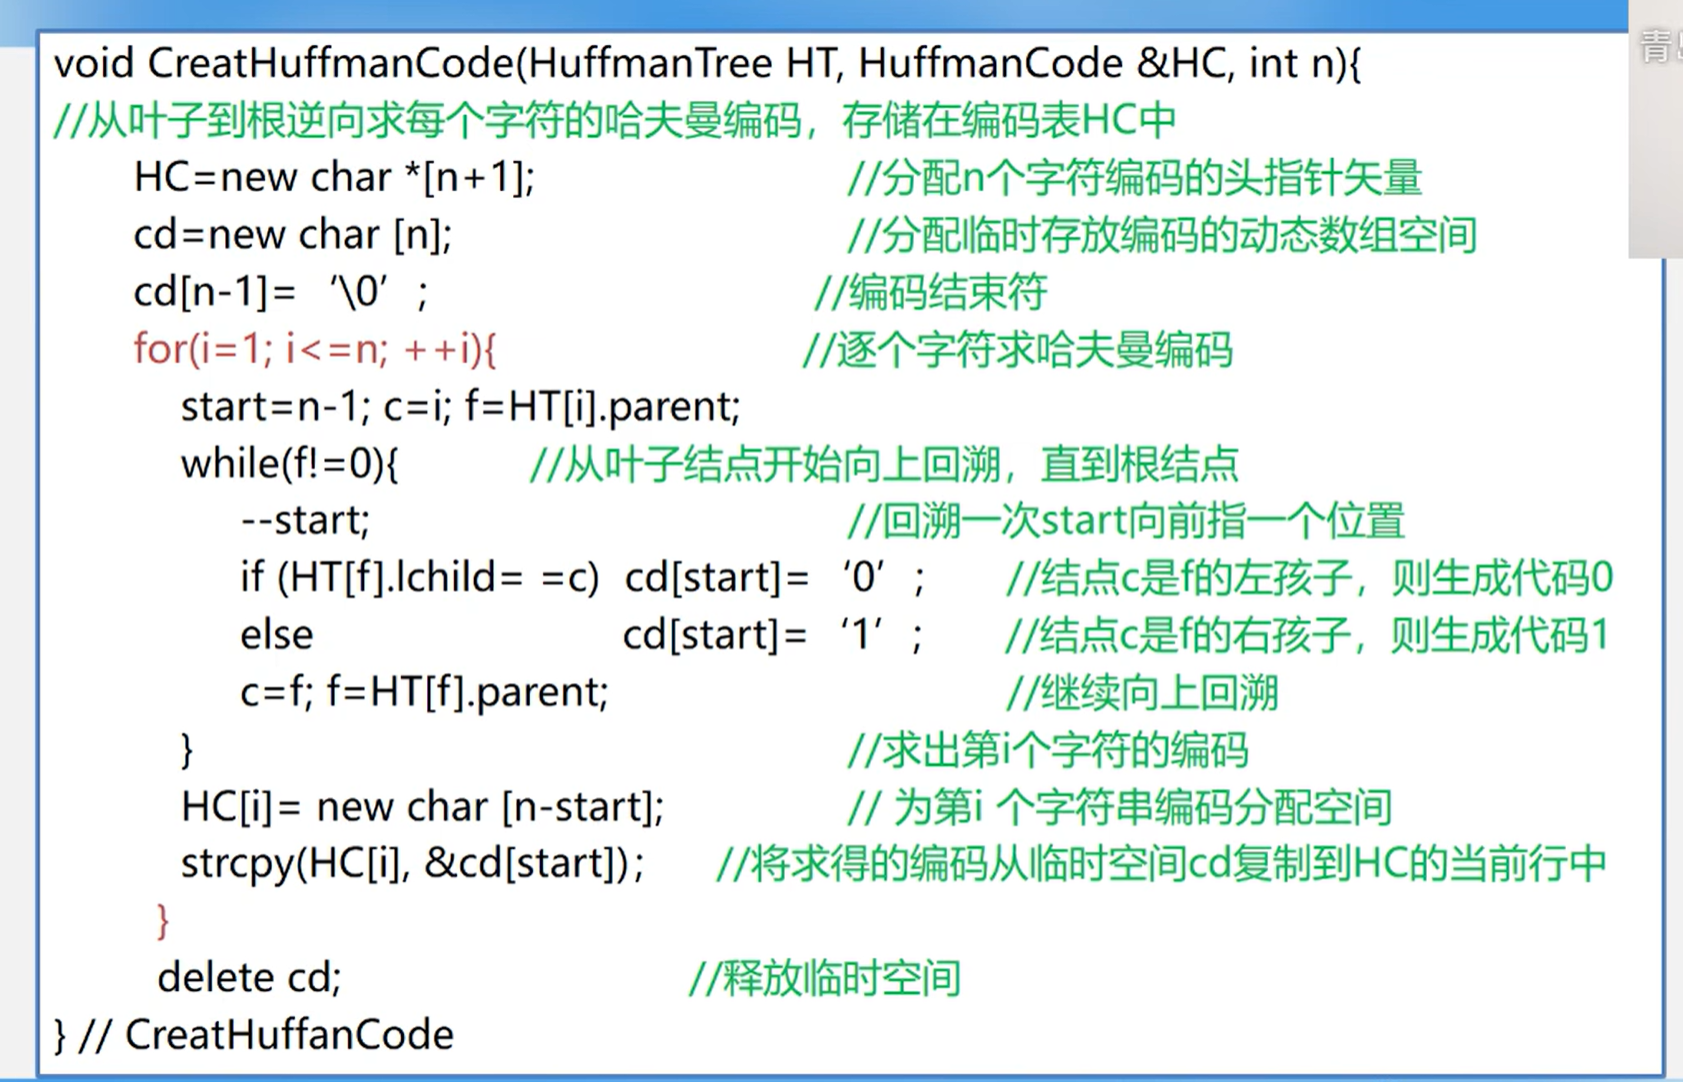 void CreatHuffmanCode(HuffmanTree HT, HuffmanCode &HC, int n){
青
//从叶子到根逆向求每个字符的哈夫曼编码，存储在编码表HC中
HC=new char *[n+1]; //分配n个字符编码的头指针矢量
cd=new char [n]; //分配临时存放编码的动态数组空间
cd[n-1]= ‘\0’ ; //编码结束符
for(i=1; i<=n; ++i){ //逐个字符求哈夫曼编码
start=n-1; c=i; f=HT[i].parent;
while(f!=0){ //从叶子结点开始向上回溯，直到根结点
--start; //回溯一次start向前指一个位置
if (HT[f].lchild= =c) cd[start]= ‘0’ ; //结点c是f的左孩子，则生成代码0
else cd[start]= ‘1’ ; //结点c是f的右孩子，则生成代码1
c=f; f=HT[f].parent; //继续向上回溯
} //求出第i个字符的编码
HC[i]= new char [n-start]; // 为第i 个字符串编码分配空间
strcpy(HC[i], &cd[start]); //将求得的编码从临时空间cd复制到HC的当前行中
}
delete cd; //释放临时空间
} // CreatHuffanCode